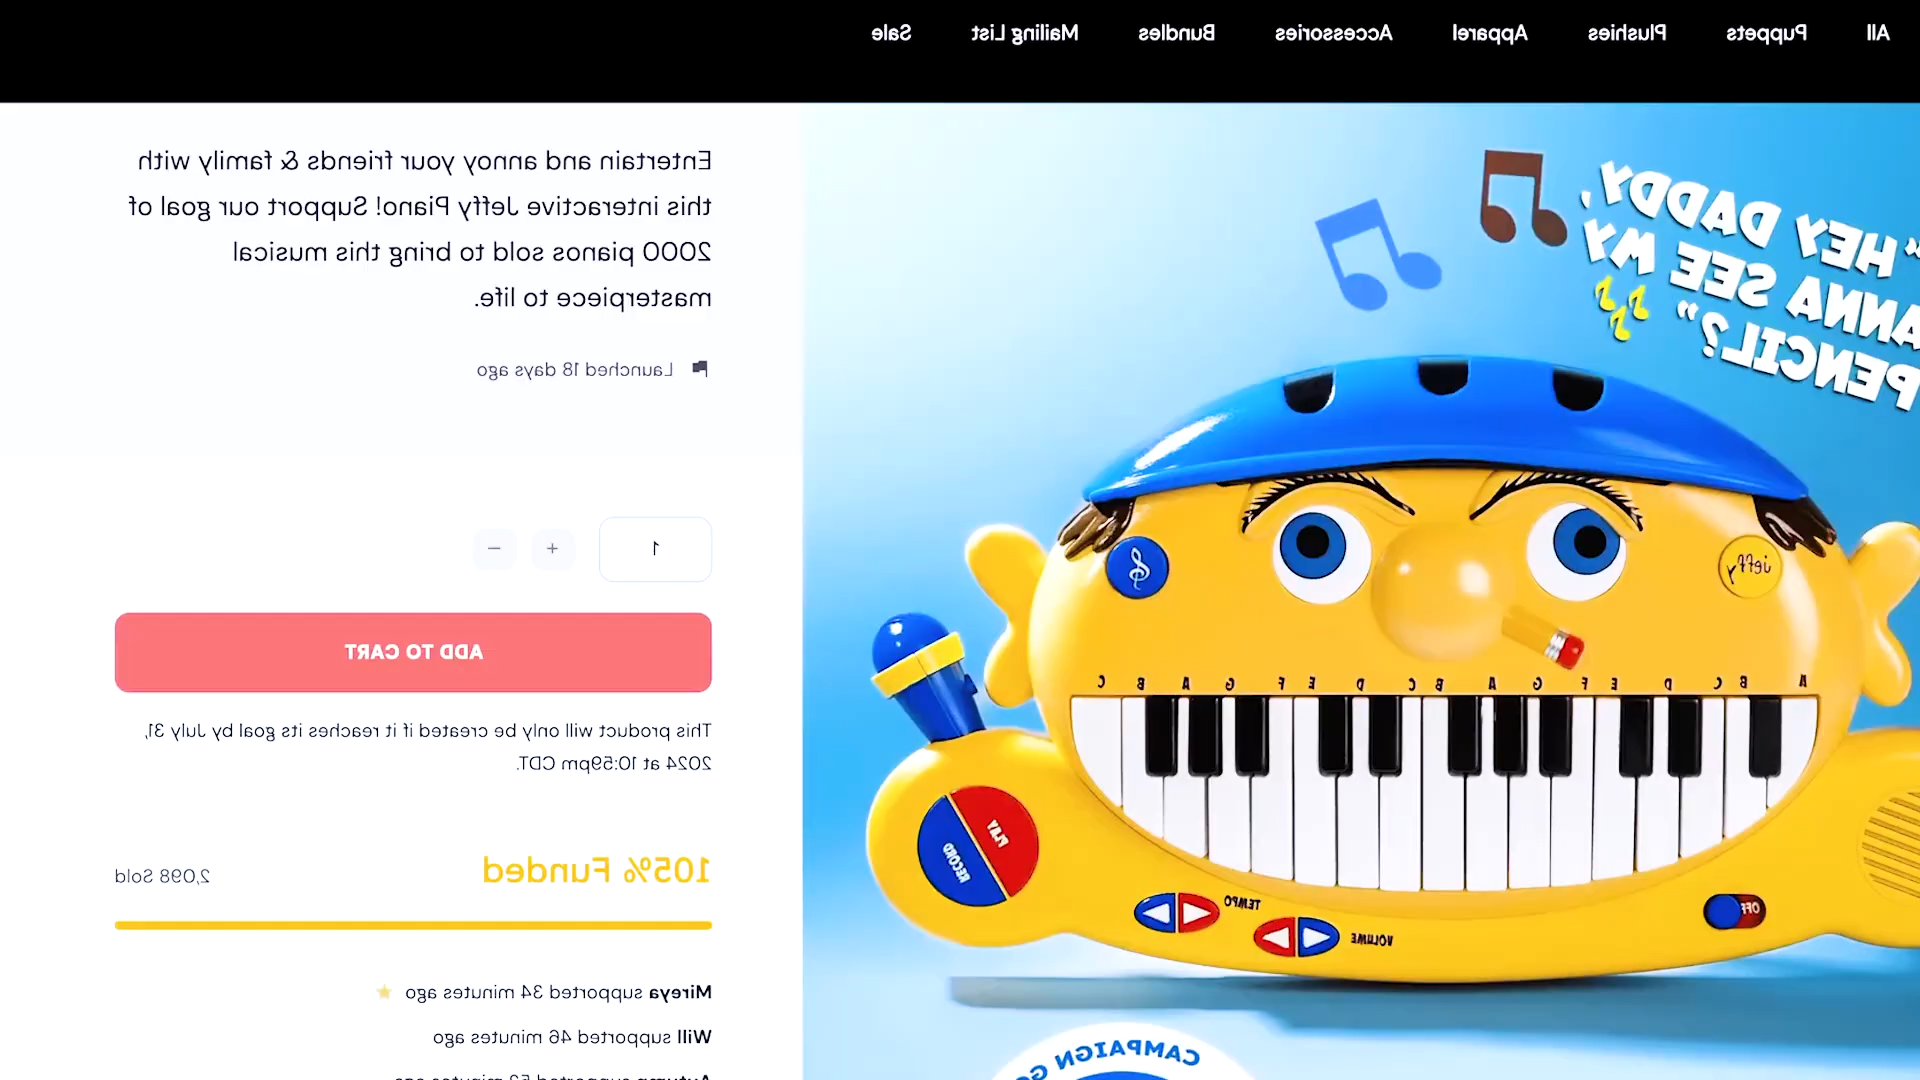 All Puppets Plushies Apparel Accessories Bundles Mailing List Sale
"HEY DADDY,
SEE MY
PENCIL?"
jeffy
A B C D E F G A B C D E F G A B C
OFF
VOLUME
TEMPO
PLAY
RECORD
CAMPAIGN
Entertain and annoy your friends & family with
this interactive Jeffy Piano! Support our goal of
2000 pianos sold to bring this musical
masterpiece to life.
Launched 18 days ago
1 + −
ADD TO CART
This product will only be created if it reaches its goal by July 31,
2024 at 10:59pm CDT.
105% Funded
2,098 Sold
Mireya supported 34 minutes ago
Will supported 46 minutes ago